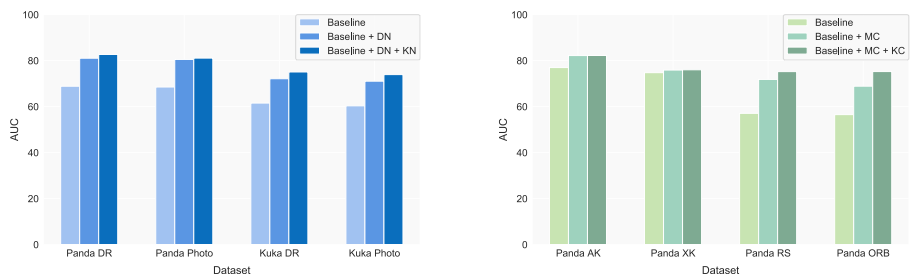 100
80
60
40
20
0
AUC
Baseline
Baseline + DN
Baseline + DN + KN
Panda DR Panda Photo Kuka DR Kuka Photo
Dataset
100
80
60
40
20
0
AUC
Baseline
Baseline + MC
Baseline + MC + KC
Panda AK Panda XK Panda RS Panda ORB
Dataset